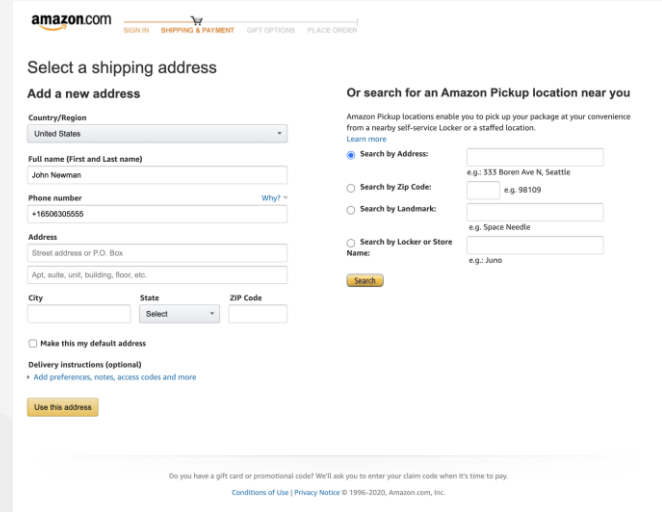 amazon.com
SIGN IN SHIPPING & PAYMENT GIFT OPTIONS PLACE ORDER
Select a shipping address
Add a new address
Country/Region
United States
Full name (First and Last name)
John Newman
Phone number Why?
+16506305555
Address
Street address or P.O. Box
Apt, suite, unit, building, floor, etc.
City State ZIP Code
Select
Make this my default address
Delivery instructions (optional)
Add preferences, notes, access codes and more
Use this address
Or search for an Amazon Pickup location near you
Amazon Pickup locations enable you to pick up your package at your convenience
from a nearby self-service Locker or a staffed location.
Learn more
Search by Address:
e.g.: 333 Boren Ave N, Seattle
Search by Zip Code: e.g. 98109
Search by Landmark:
e.g. Space Needle
Search by Locker or Store
Name:
e.g.: Juno
Search
Do you have a gift card or promotional code? We'll ask you to enter your claim code when it's time to pay.
Conditions of Use | Privacy Notice © 1996-2020, Amazon.com, Inc.